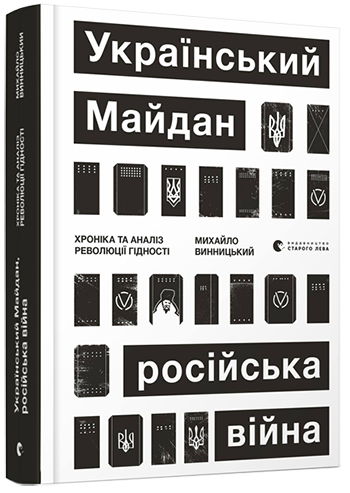 Український
Майдан
ХРОНІКА ТА АНАЛІЗ
РЕВОЛЮЦІЇ ГІДНОСТІ
МИХАЙЛО
ВИННИЦЬКИЙ
ВИДАВНИЦТВО
СТАРОГО ЛЕВА
російська
війна
МИХАЙЛО
ВИННИЦЬКИЙ
ХРОНІКА ТА АНАЛІЗ
РЕВОЛЮЦІЇ ГІДНОСТІ
Український Майдан,
російська війна